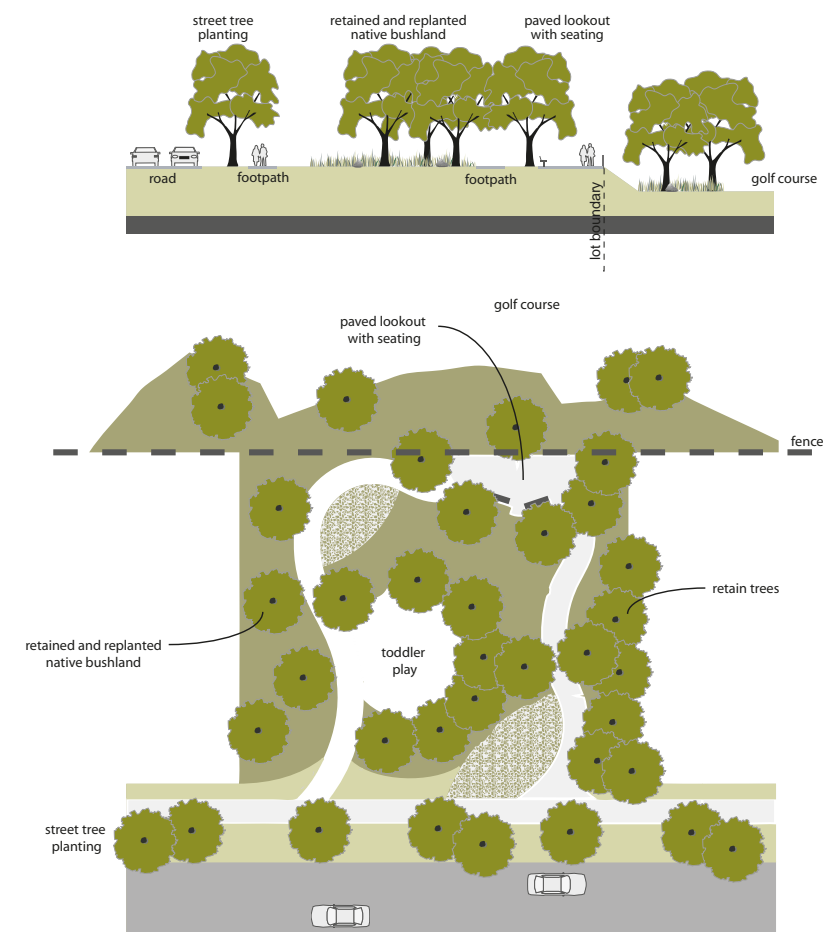 street tree
planting
retained and replanted
native bushland
paved lookout
with seating
road
footpath
footpath
golf course
lot boundary
golf course
paved lookout
with seating
fence
retain trees
retained and replanted
native bushland
toddler
play
street tree
planting